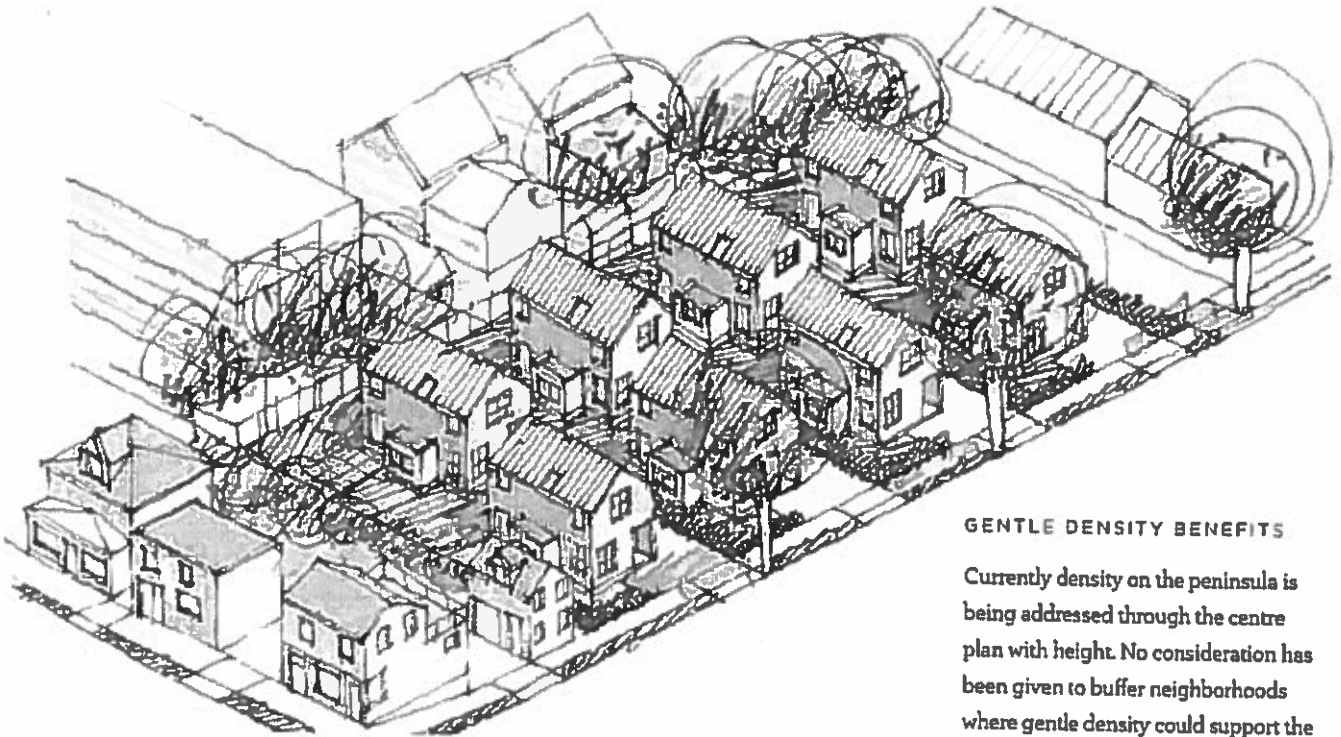 GENTLE DENSITY BENEFITS
Currently density on the peninsula is
being addressed through the centre
plan with height. No consideration has
been given to buffer neighborhoods
where gentle density could support the